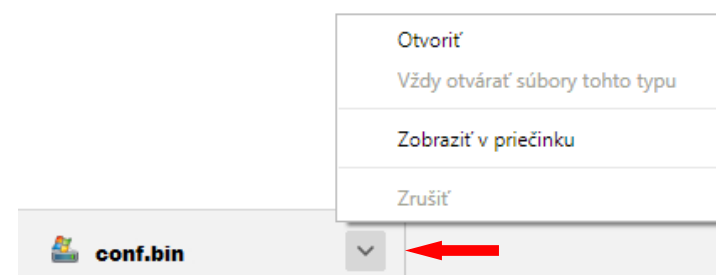 Otvoriť
Vždy otvárať súbory tohto typu
Zobraziť v priečinku
Zrušiť
conf.bin